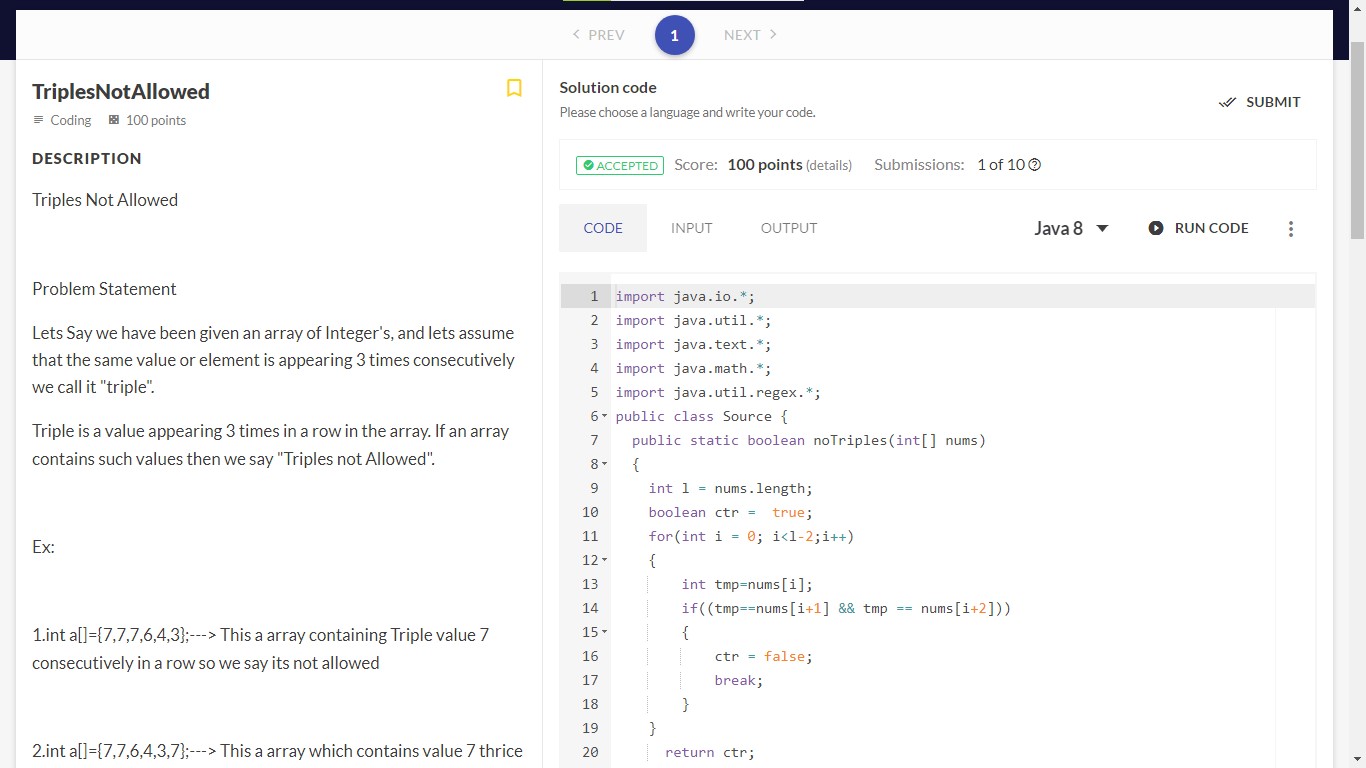 PREV 1 NEXT
TriplesNotAllowed
Coding 100 points
DESCRIPTION
Triples Not Allowed
Problem Statement
Lets Say we have been given an array of Integer's, and lets assume
that the same value or element is appearing 3 times consecutively
we call it "triple".
Triple is a value appearing 3 times in a row in the array. If an array
contains such values then we say "Triples not Allowed".
Ex:
1.int a[]={7,7,7,6,4,3};---> This a array containing Triple value 7
consecutively in a row so we say its not allowed
2.int a[]={7,7,6,4,3,7};---> This a array which contains value 7 thrice
Solution code
Please choose a language and write your code.
SUBMIT
ACCEPTED Score: 100 points (details) Submissions: 1 of 10
CODE INPUT OUTPUT Java 8 RUN CODE
1 import java.io.*;
2 import java.util.*;
3 import java.text.*;
4 import java.math.*;
5 import java.util.regex.*;
6 public class Source {
7 public static boolean noTriples(int[] nums)
8 {
9 int l = nums.length;
10 boolean ctr =  true;
11 for(int i = 0; i<l-2;i++)
12 {
13 int tmp=nums[i];
14 if((tmp==nums[i+1] && tmp == nums[i+2]))
15 {
16 ctr = false;
17 break;
18 }
19 }
20 return ctr;